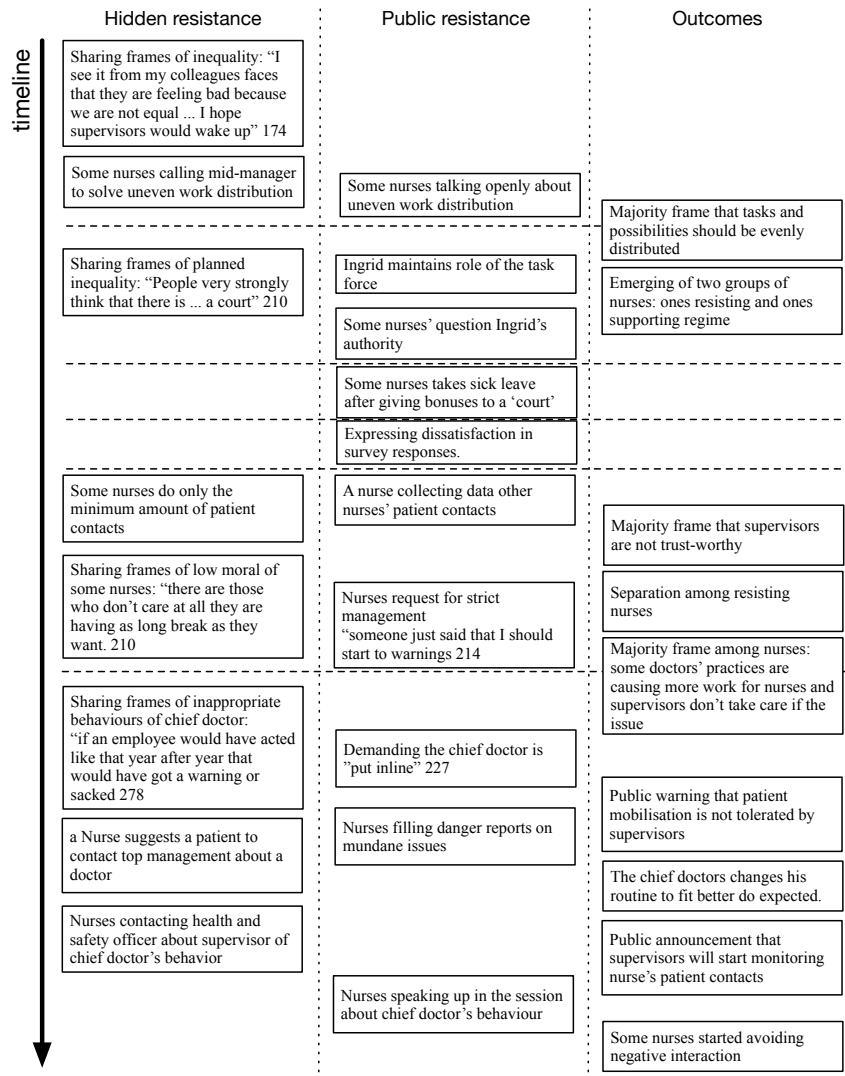 Hidden resistance
Public resistance
Outcomes
timeline
Sharing frames of inequality: “I
see it from my colleagues faces
that they are feeling bad because
we are not equal ... I hope
supervisors would wake up” 174
Some nurses calling mid-manager
to solve uneven work distribution
Some nurses talking openly about
uneven work distribution
Majority frame that tasks and
possibilities should be evenly
distributed
Sharing frames of planned
inequality: “People very strongly
think that there is ... a court” 210
Ingrid maintains role of the task
force
Emerging of two groups of
nurses: ones resisting and ones
supporting regime
Some nurses’ question Ingrid’s
authority
Some nurses takes sick leave
after giving bonuses to a ‘court’
Expressing dissatisfaction in
survey responses.
Some nurses do only the
minimum amount of patient
contacts
A nurse collecting data other
nurses’ patient contacts
Majority frame that supervisors
are not trust-worthy
Sharing frames of low moral of
some nurses: “there are those
who don’t care at all they are
having as long break as they
want. 210
Nurses request for strict
management
“someone just said that I should
start to warnings 214
Separation among resisting
nurses
Majority frame among nurses:
some doctors’ practices are
causing more work for nurses and
supervisors don’t take care if the
issue
Sharing frames of inappropriate
behaviours of chief doctor:
“if an employee would have acted
like that year after year that
would have got a warning or
sacked 278
Demanding the chief doctor is
”put inline” 227
Public warning that patient
mobilisation is not tolerated by
supervisors
a Nurse suggests a patient to
contact top management about a
doctor
Nurses filling danger reports on
mundane issues
The chief doctors changes his
routine to fit better do expected.
Nurses contacting health and
safety officer about supervisor of
chief doctor’s behavior
Public announcement that
supervisors will start monitoring
nurse’s patient contacts
Nurses speaking up in the session
about chief doctor’s behaviour
Some nurses started avoiding
negative interaction